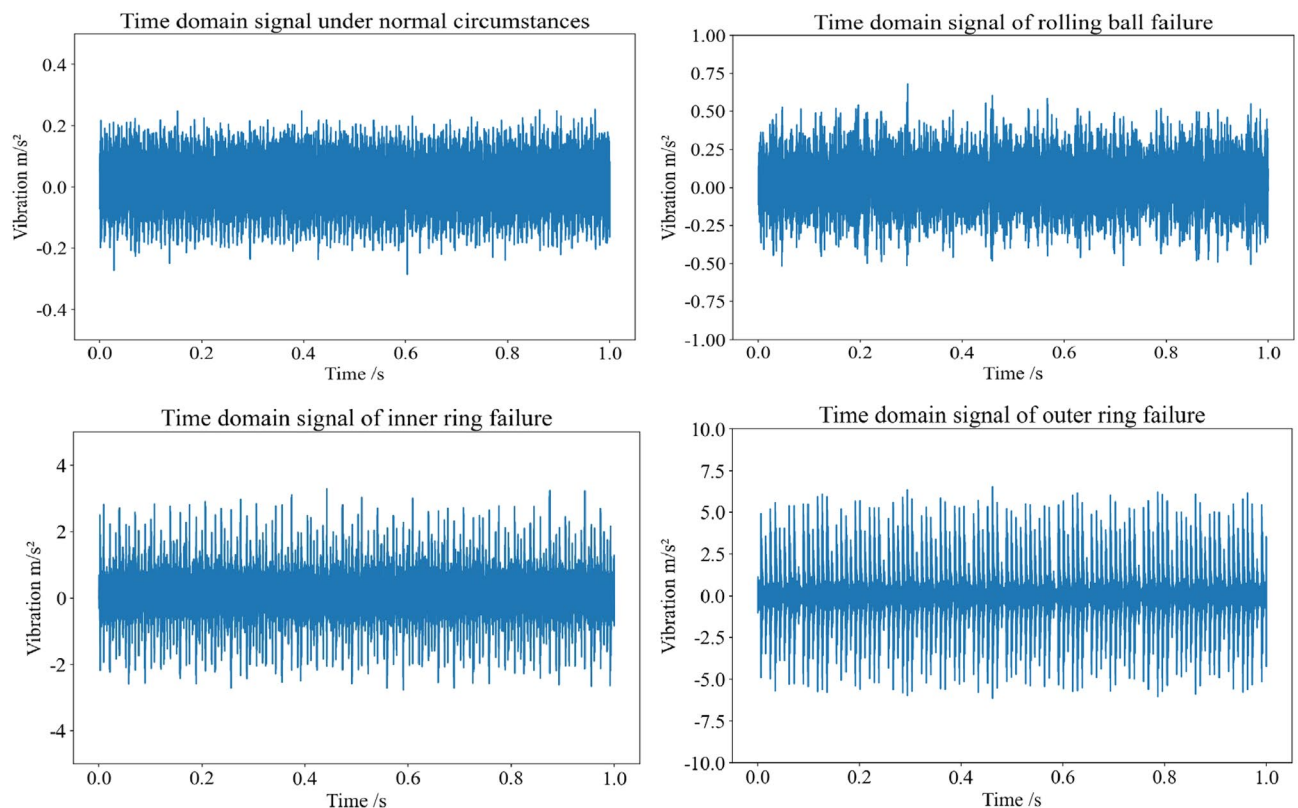 Time domain signal under normal circumstances
Vibration m/s²
0.4
0.2
0.0
-0.2
-0.4
0.0 0.2 0.4 0.6 0.8 1.0
Time /s
Time domain signal of rolling ball failure
Vibration m/s²
1.00
0.75
0.50
0.25
0.00
-0.25
-0.50
-0.75
-1.00
0.0 0.2 0.4 0.6 0.8 1.0
Time /s
Time domain signal of inner ring failure
Vibration m/s²
4
2
0
-2
-4
0.0 0.2 0.4 0.6 0.8 1.0
Time /s
Time domain signal of outer ring failure
Vibration m/s²
10.0
7.5
5.0
2.5
0.0
-2.5
-5.0
-7.5
-10.0
0.0 0.2 0.4 0.6 0.8 1.0
Time /s